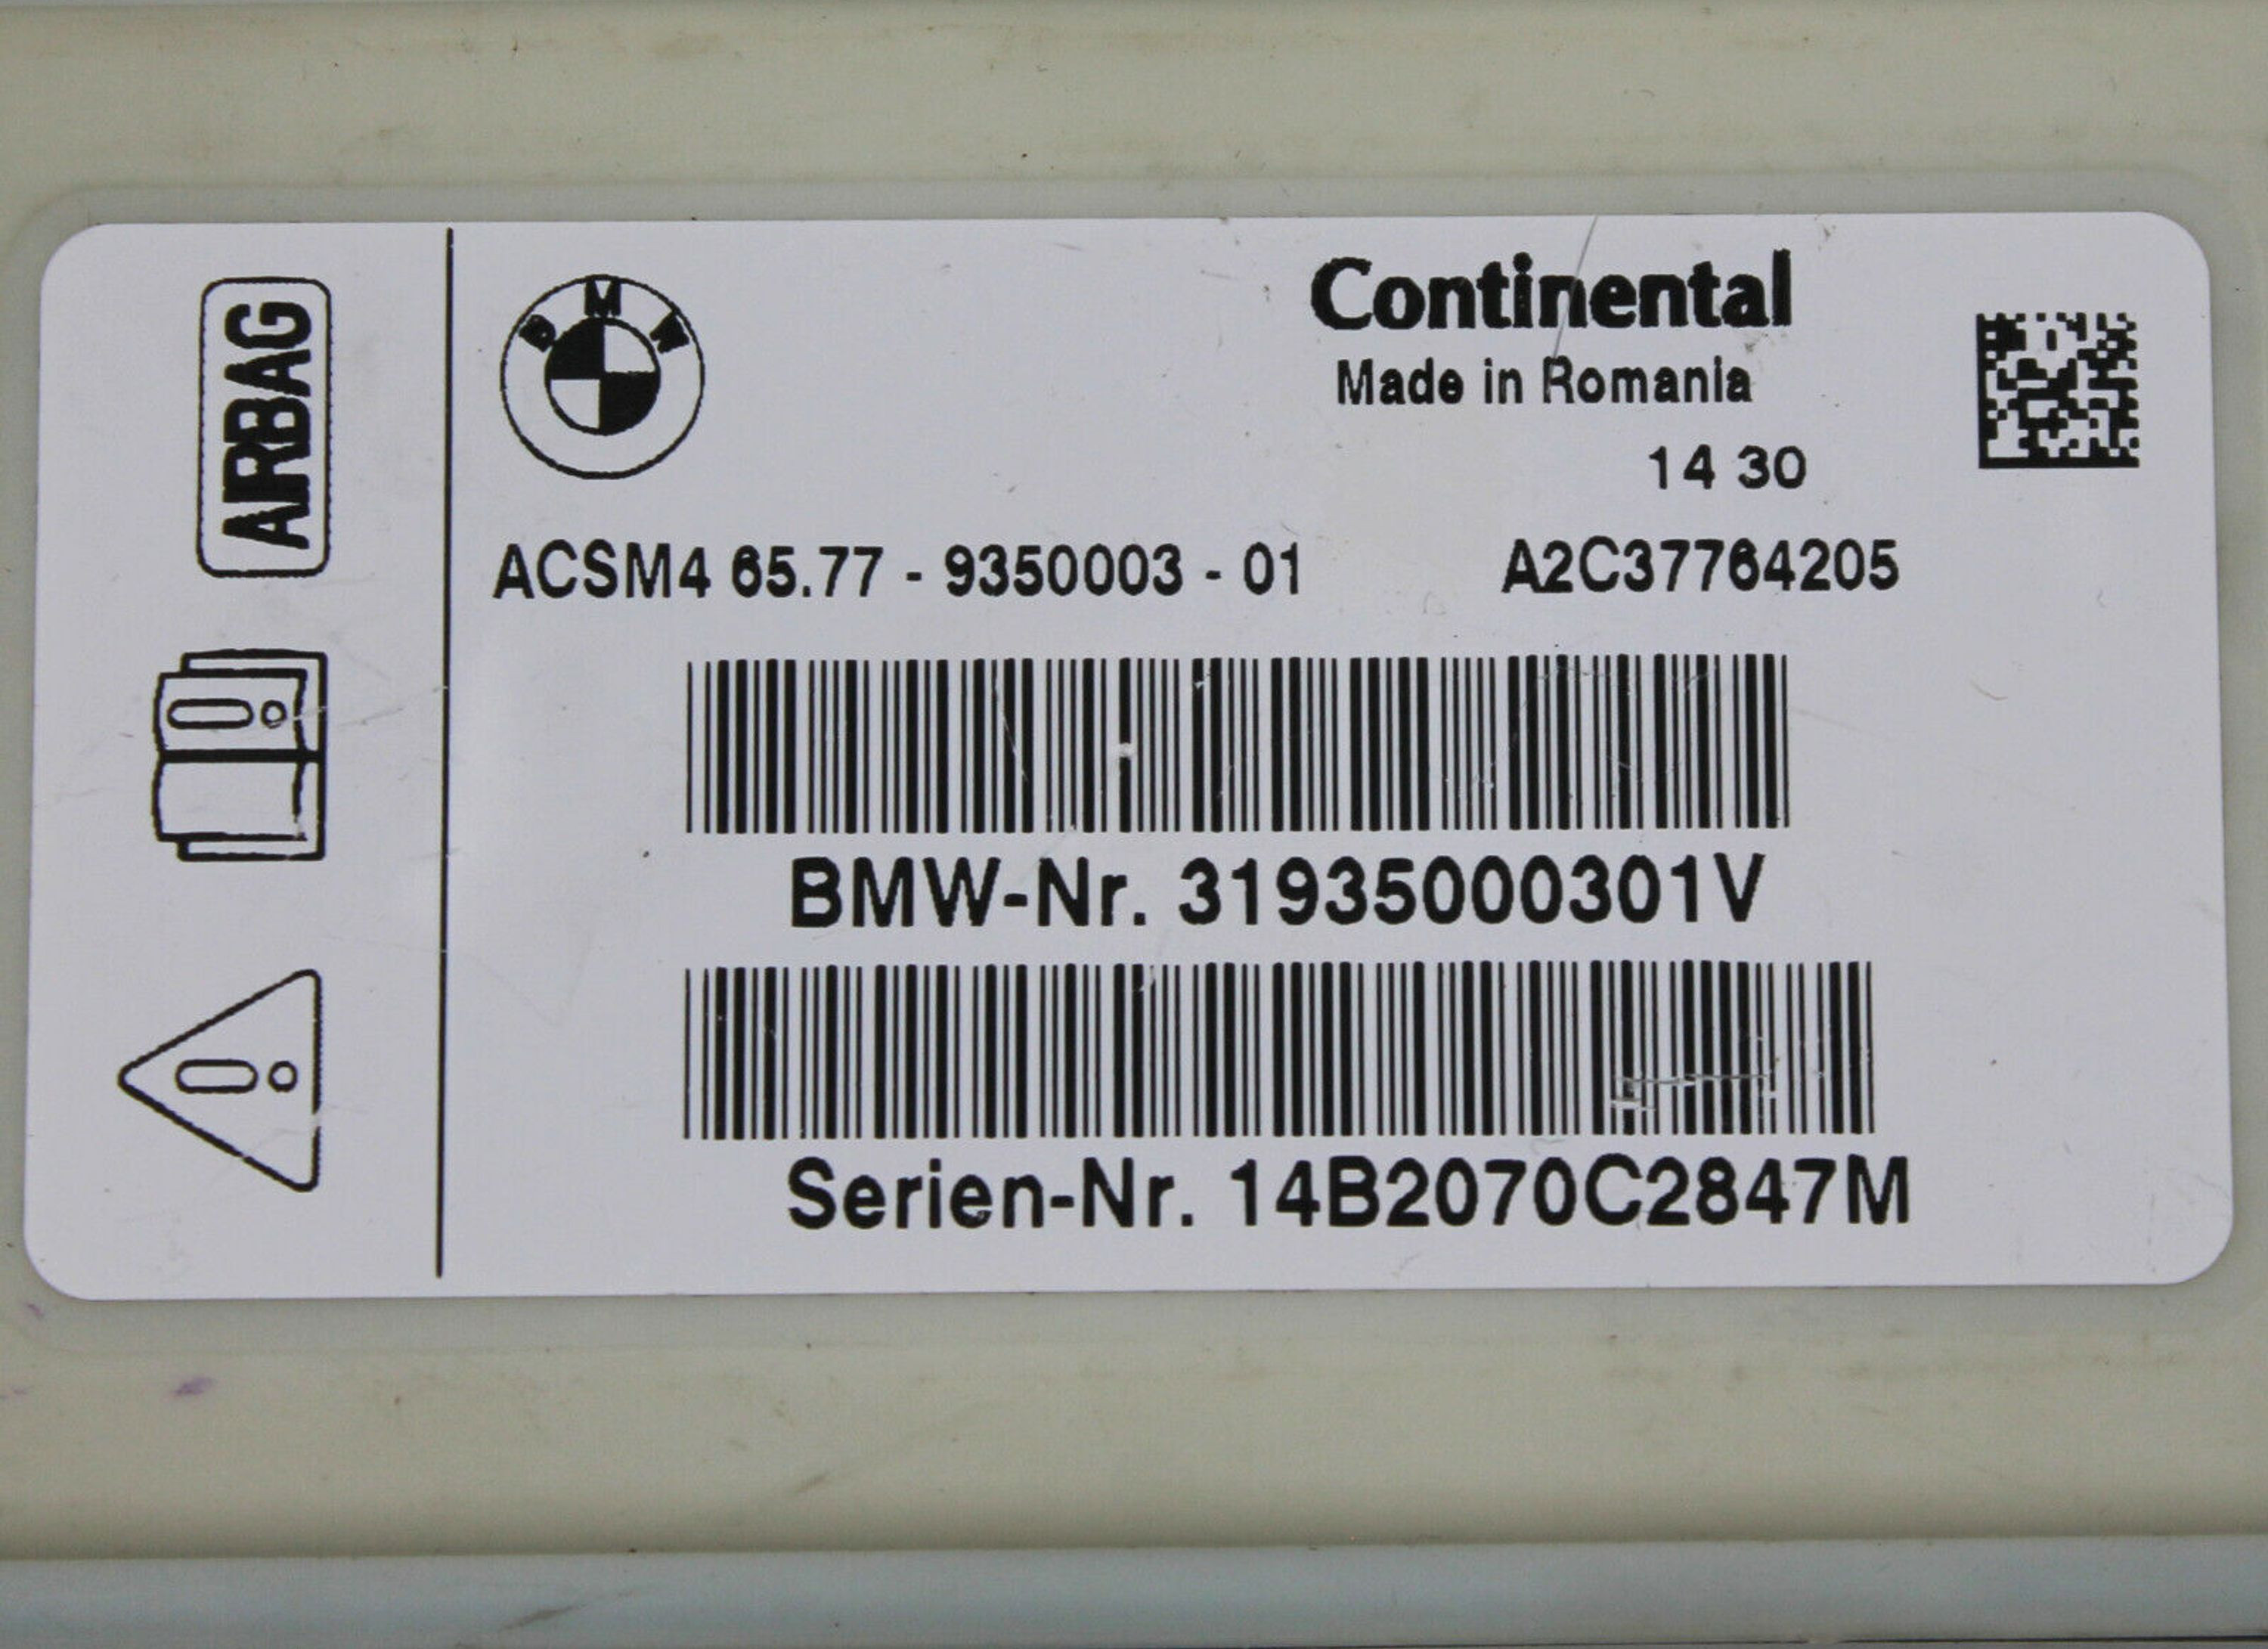 AIRBAG
BMW
Continental
Made in Romania
14 30
ACSM4 65.77 - 9350003 - 01 A2C37764205
BMW-Nr. 31935000301V
Serien-Nr. 14B2070C2847M